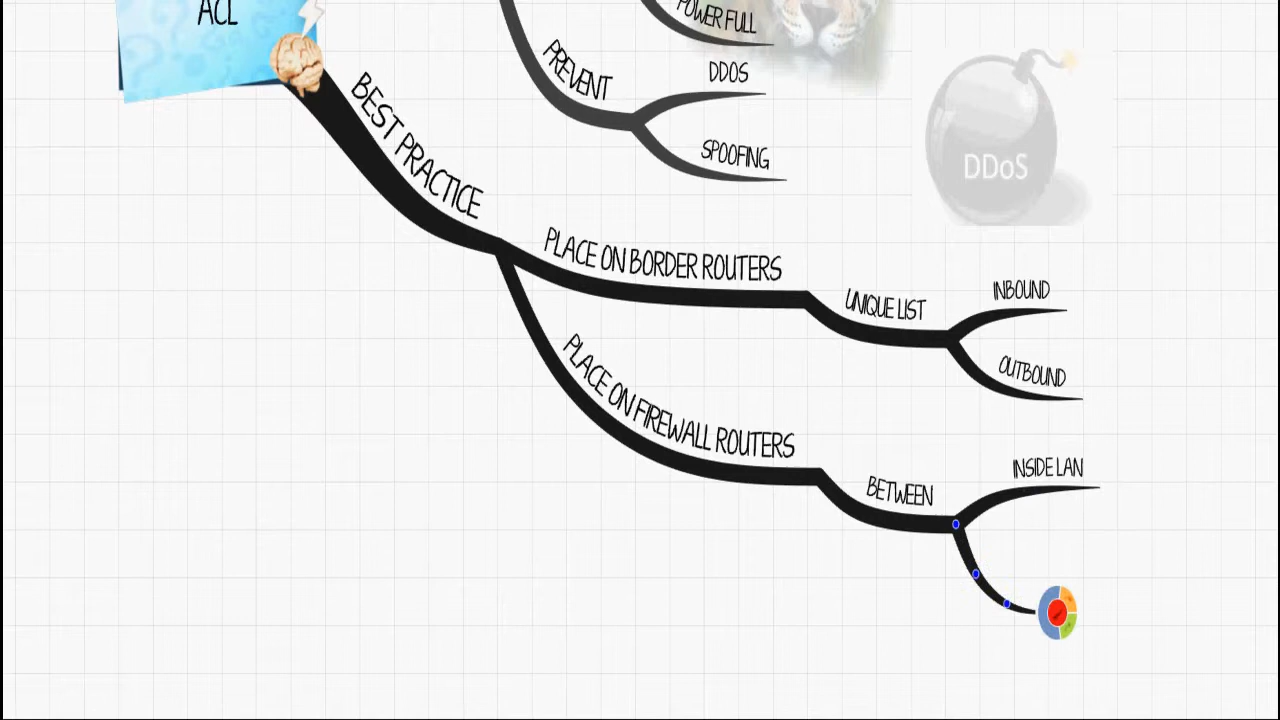 ACL
POWER FULL
PREVENT
DDOS
SPOOFING
DDoS
BEST PRACTICE
PLACE ON BORDER ROUTERS
UNIQUE LIST
INBOUND
OUTBOUND
PLACE ON FIREWALL ROUTERS
BETWEEN
INSIDE LAN